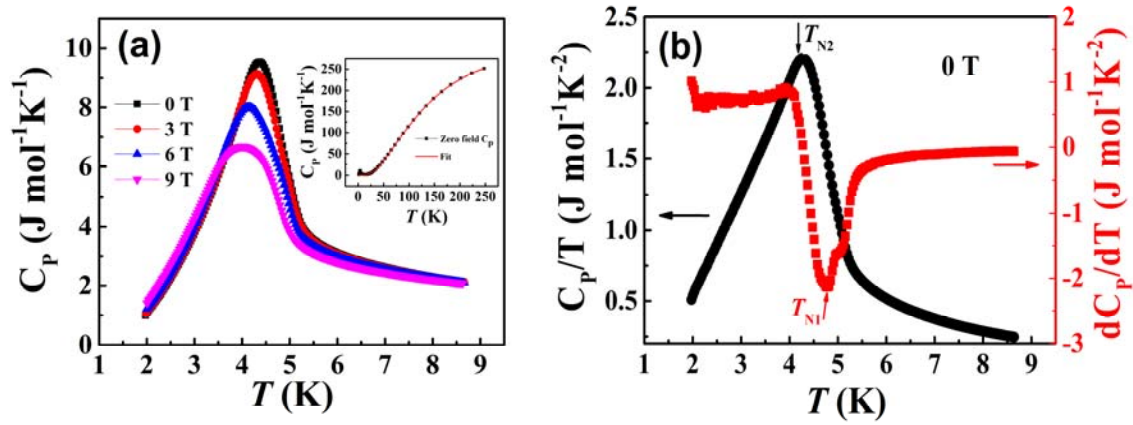 (a)
C_P (J mol⁻¹K⁻¹)
10
8
6
4
2
0
0 T
3 T
6 T
9 T
1 2 3 4 5 6 7 8 9
T (K)
C_P (J mol⁻¹K⁻¹)
250
200
150
100
50
0
Zero field C_P
Fit
0 50 100 150 200 250
T (K)
(b)
C_P/T (J mol⁻¹K⁻²)
2.5
2.0
1.5
1.0
0.5
T_N2
0 T
T_N1
1 2 3 4 5 6 7 8 9
T (K)
2
1
0
-1
-2
-3
dC_P/dT (J mol⁻¹K⁻²)